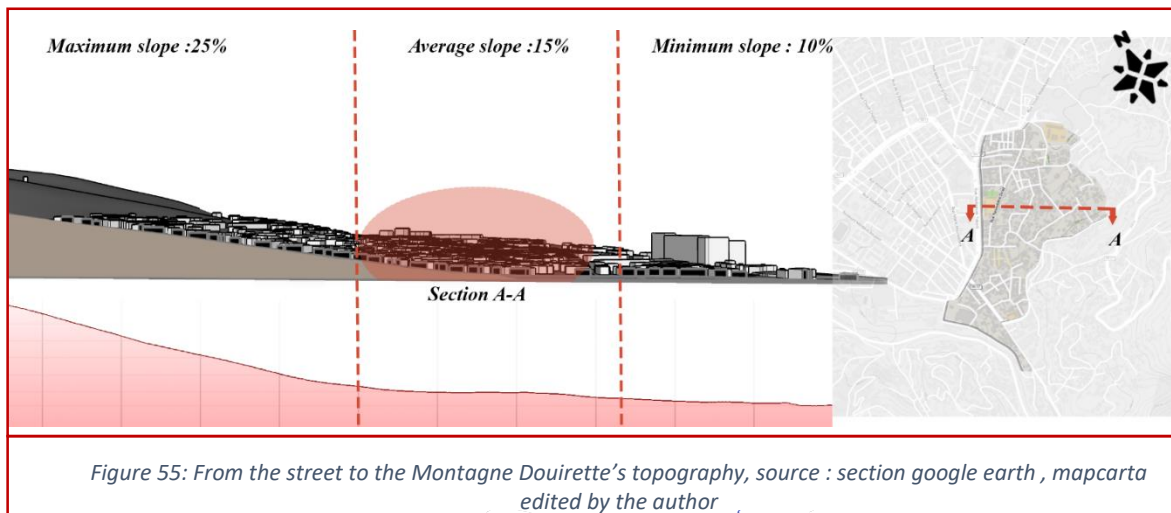 Maximum slope :25%
Average slope :15%
Minimum slope : 10%
N
A
A
Section A-A
Figure 55: From the street to the Montagne Douirette’s topography, source : section google earth , mapcarta
edited by the author